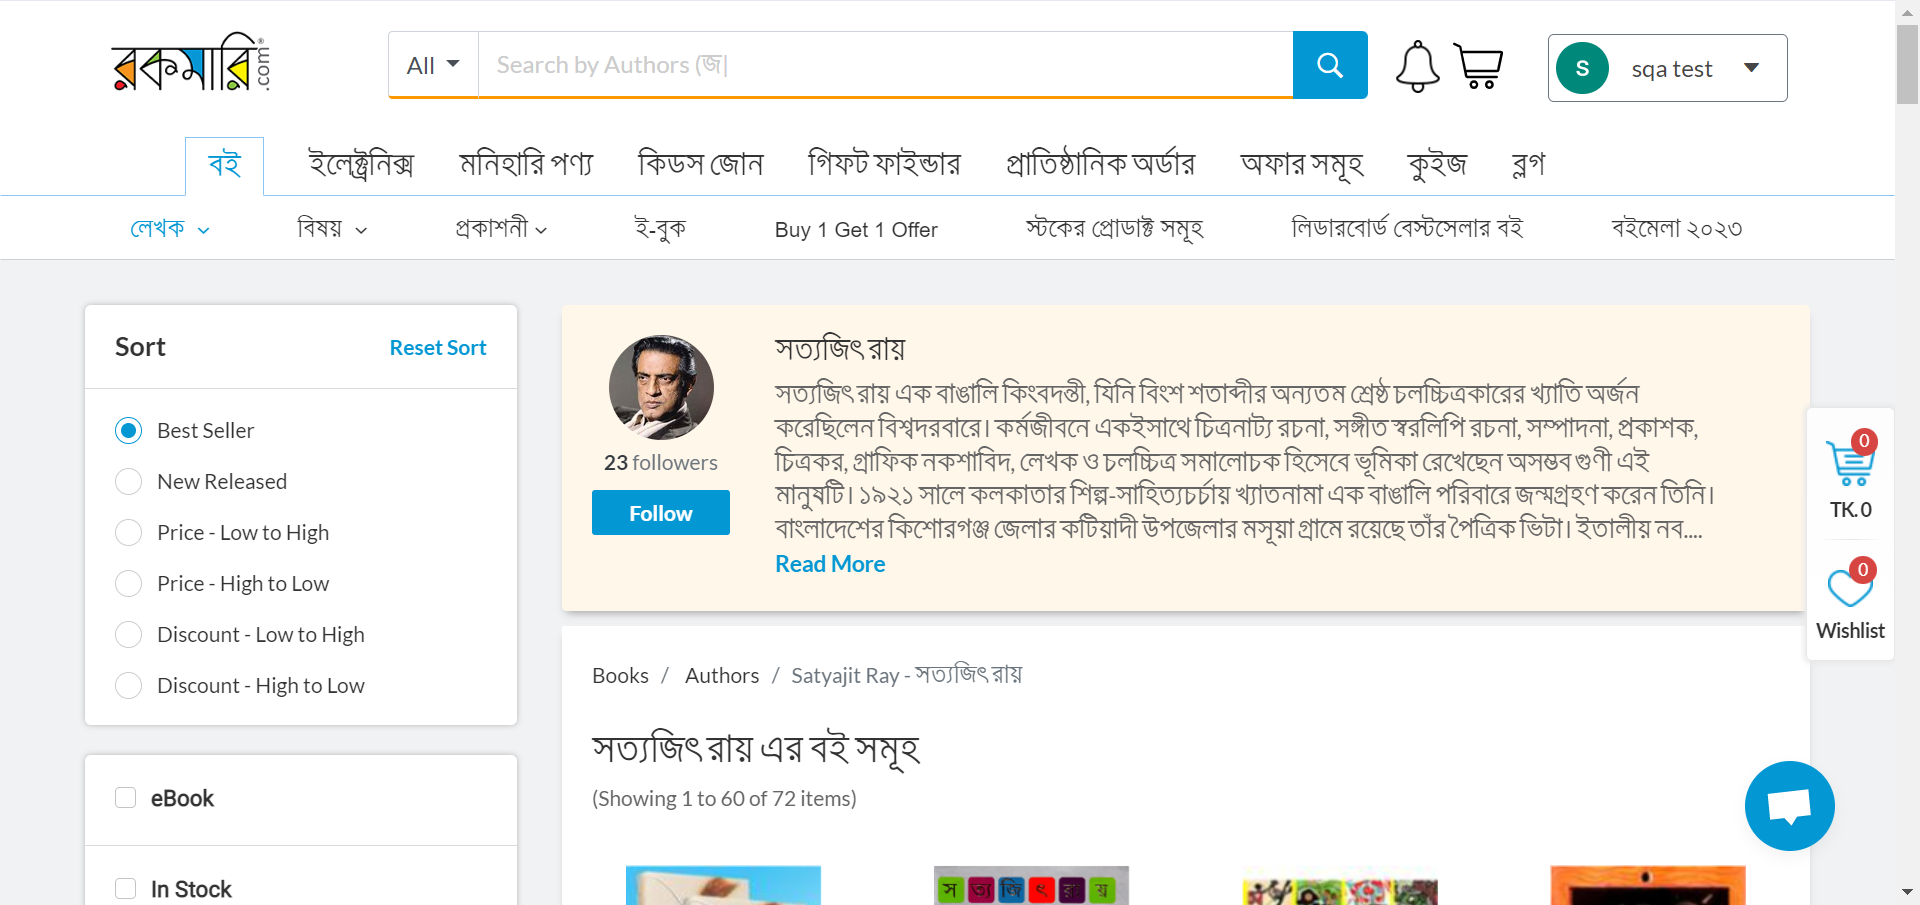 রকমারি
.com
All
Search by Authors (জ|
S
sqa test
বই
ইলেক্ট্রনিক্স
মনিহারি পণ্য
কিডস জোন
গিফট ফাইন্ডার
প্রাতিষ্ঠানিক অর্ডার
অফার সমূহ
কুইজ
ব্লগ
লেখক
বিষয়
প্রকাশনী
ই-বুক
Buy 1 Get 1 Offer
স্টকের প্রোডাক্ট সমূহ
লিডারবোর্ড বেস্টসেলার বই
বইমেলা ২০২৩
Sort
Reset Sort
Best Seller
New Released
Price - Low to High
Price - High to Low
Discount - Low to High
Discount - High to Low
eBook
In Stock
23 followers
Follow
সত্যজিৎ রায়
সত্যজিৎ রায় এক বাঙালি কিংবদন্তী, যিনি বিংশ শতাব্দীর অন্যতম শ্রেষ্ঠ চলচ্চিত্রকারের খ্যাতি অর্জন
করেছিলেন বিশ্বদরবারে। কর্মজীবনে একইসাথে চিত্রনাট্য রচনা, সঙ্গীত স্বরলিপি রচনা, সম্পাদনা, প্রকাশক,
চিত্রকর, গ্রাফিক নকশাবিদ, লেখক ও চলচ্চিত্র সমালোচক হিসেবে ভূমিকা রেখেছেন অসম্ভব গুণী এই
মানুষটি। ১৯২১ সালে কলকাতার শিল্প-সাহিত্যচর্চায় খ্যাতনামা এক বাঙালি পরিবারে জন্মগ্রহণ করেন তিনি।
বাংলাদেশের কিশোরগঞ্জ জেলার কটিয়াদী উপজেলার মসূয়া গ্রামে রয়েছে তাঁর পৈত্রিক ভিটা। ইতালীয় নব....
Read More
0
TK. 0
0
Wishlist
Books / Authors / Satyajit Ray - সত্যজিৎ রায়
সত্যজিৎ রায় এর বই সমূহ
(Showing 1 to 60 of 72 items)
স ত্য জি ৎ রা য়